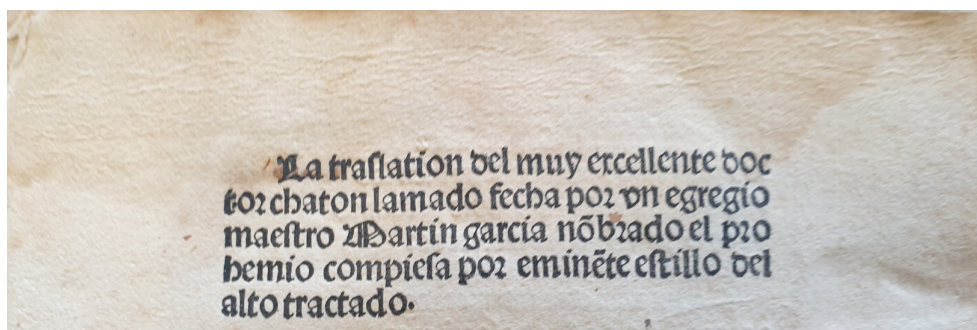 La traſlation del muy excellente doc
tor chaton lamado fecha por vn egregio
maeſtro Martin garcia nõbrado el pro
hemio compieſa por eminẽte eſtillo del
alto tractado.